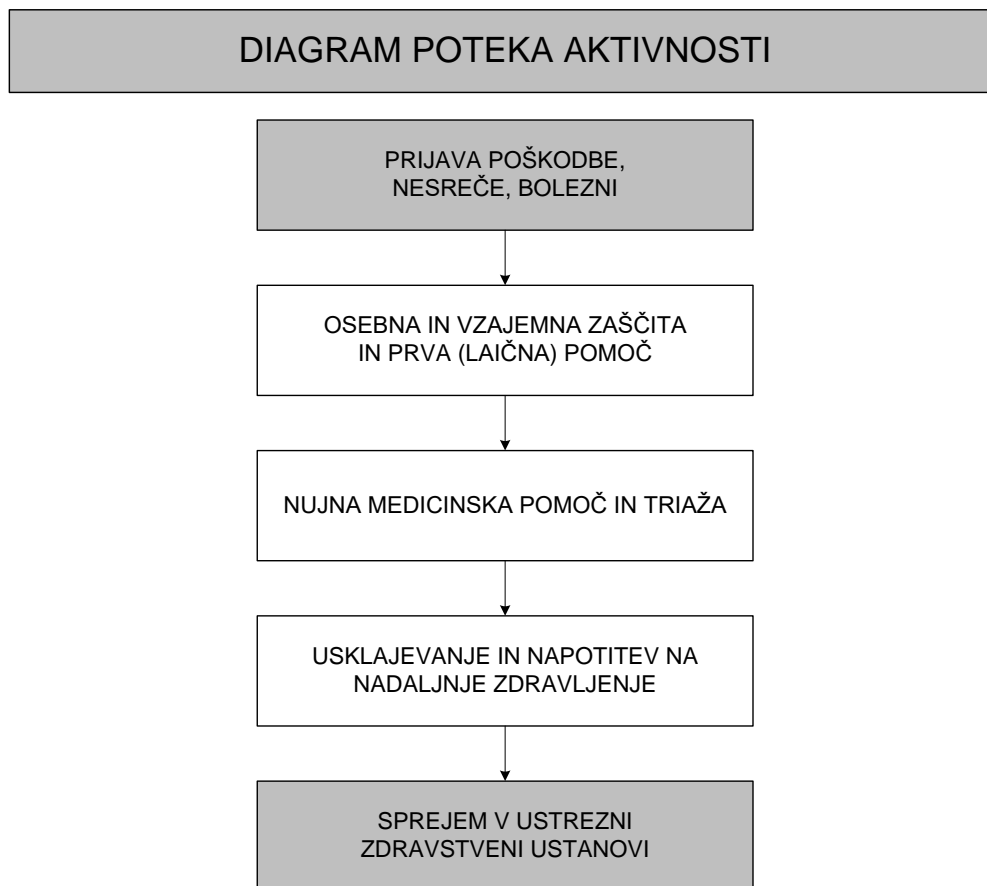 DIAGRAM POTEKA AKTIVNOSTI
PRIJAVA POŠKODBE,
NESREČE, BOLEZNI
OSEBNA IN VZAJEMNA ZAŠČITA
IN PRVA (LAIČNA) POMOČ
NUJNA MEDICINSKA POMOČ IN TRIAŽA
USKLAJEVANJE IN NAPOTITEV NA
NADALJNJE ZDRAVLJENJE
SPREJEM V USTREZNI
ZDRAVSTVENI USTANOVI